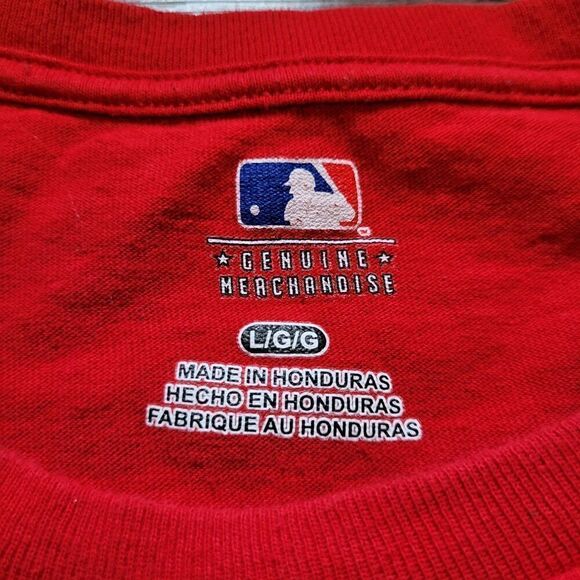 GENUINE
MERCHANDISE
L/G/G
MADE IN HONDURAS
HECHO EN HONDURAS
FABRIQUE AU HONDURAS